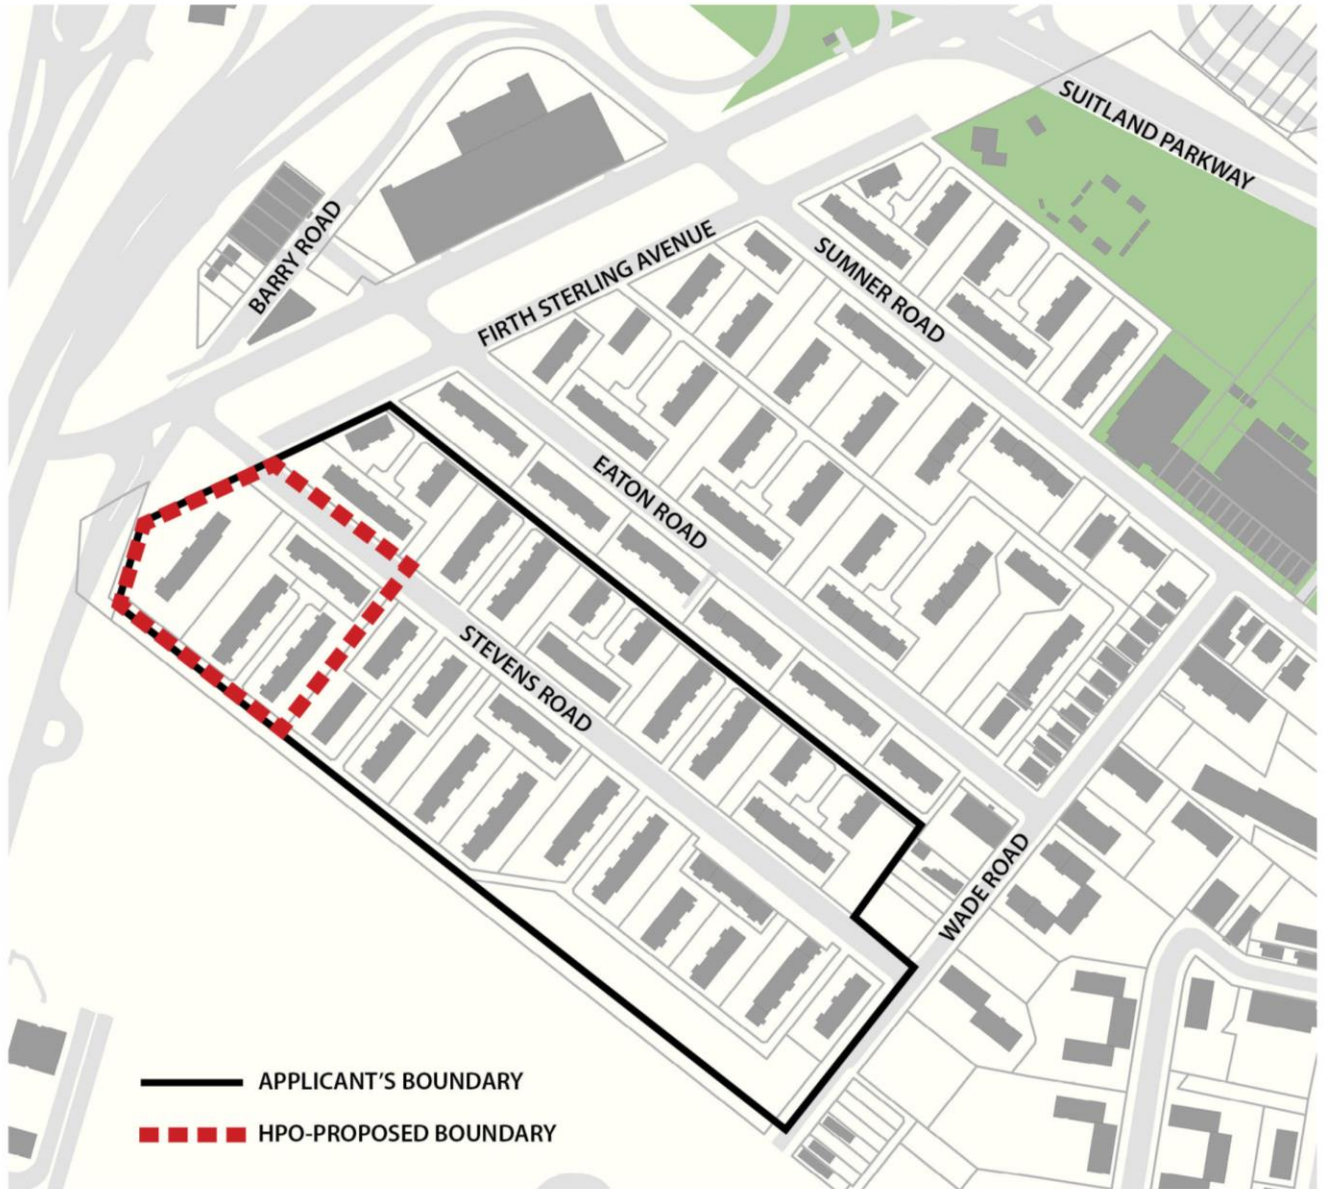 SUITLAND PARKWAY
BARRY ROAD
FIRTH STERLING AVENUE
SUMNER ROAD
EATON ROAD
STEVENS ROAD
WADE ROAD
APPLICANT'S BOUNDARY
HPO-PROPOSED BOUNDARY